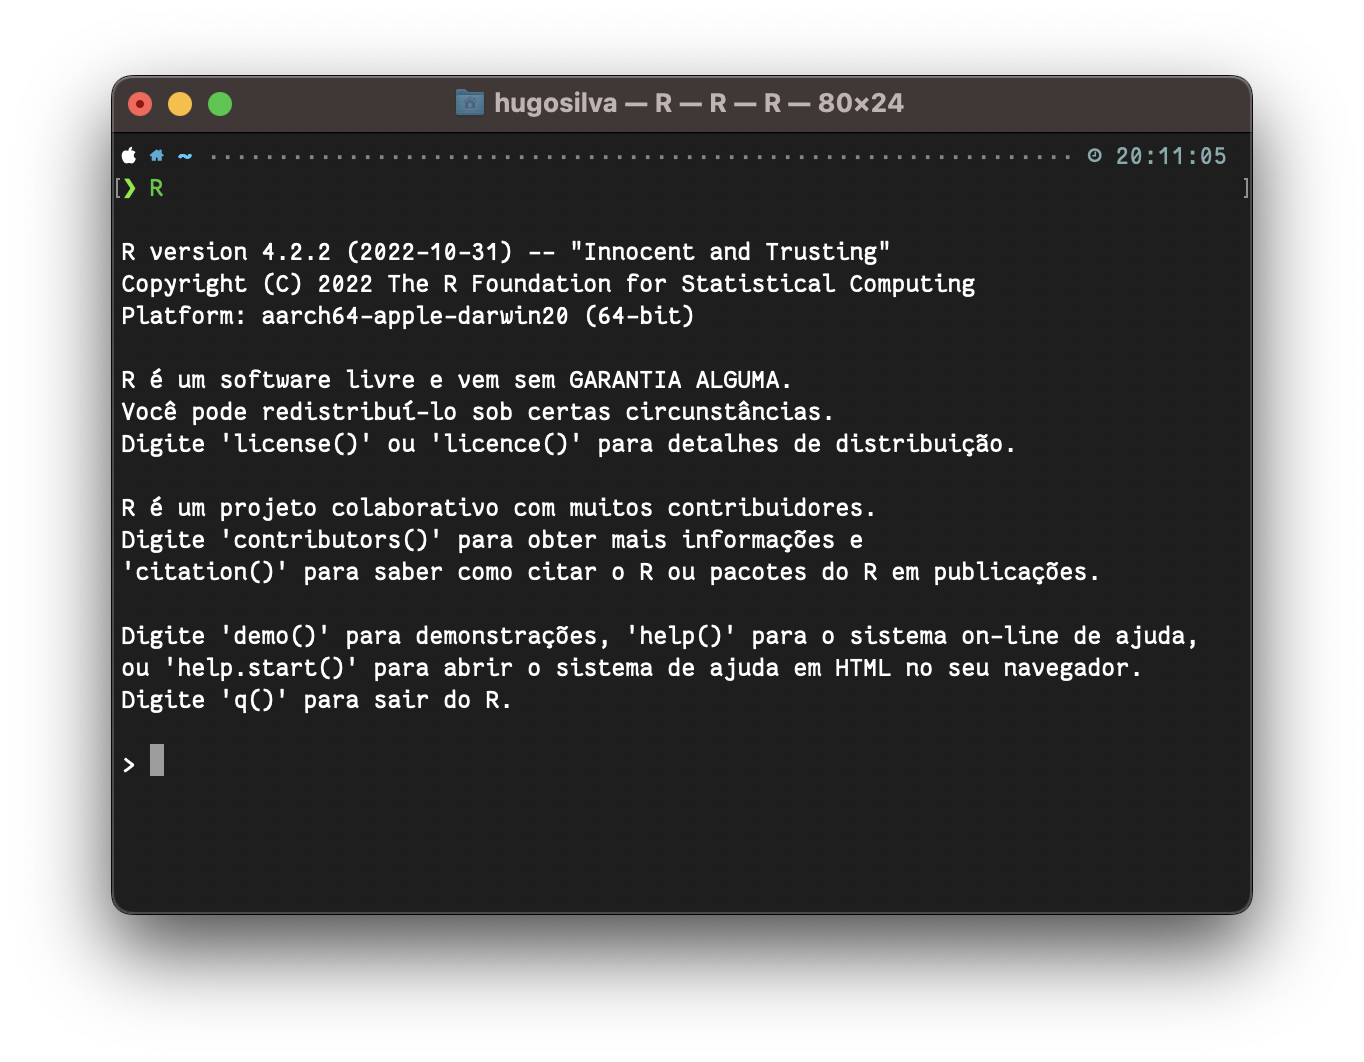 hugosilva — R — R — R — 80×24
~ ······························································ 20:11:05
[❯ R ]
R version 4.2.2 (2022-10-31) -- "Innocent and Trusting"
Copyright (C) 2022 The R Foundation for Statistical Computing
Platform: aarch64-apple-darwin20 (64-bit)
R é um software livre e vem sem GARANTIA ALGUMA.
Você pode redistribuí-lo sob certas circunstâncias.
Digite 'license()' ou 'licence()' para detalhes de distribuição.
R é um projeto colaborativo com muitos contribuidores.
Digite 'contributors()' para obter mais informações e
'citation()' para saber como citar o R ou pacotes do R em publicações.
Digite 'demo()' para demonstrações, 'help()' para o sistema on-line de ajuda,
ou 'help.start()' para abrir o sistema de ajuda em HTML no seu navegador.
Digite 'q()' para sair do R.
>